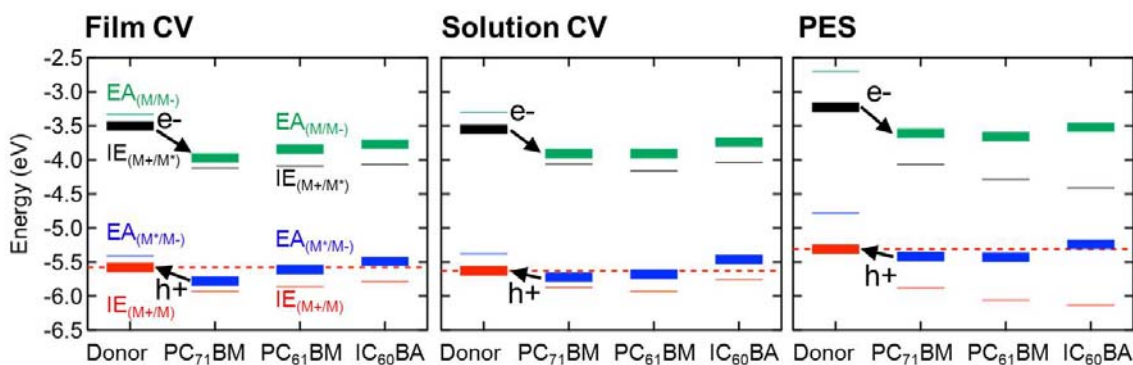 Film CV
Solution CV
PES
Energy (eV)
-2.5
-3.0
-3.5
-4.0
-4.5
-5.0
-5.5
-6.0
-6.5
EA(M/M-)
e-
IE(M+/M*)
EA(M*/M-)
h+
IE(M+/M)
EA(M/M-)
IE(M+/M*)
EA(M*/M-)
IE(M+/M)
e-
h+
e-
h+
Donor PC71BM PC61BM IC60BA
Donor PC71BM PC61BM IC60BA
Donor PC71BM PC61BM IC60BA